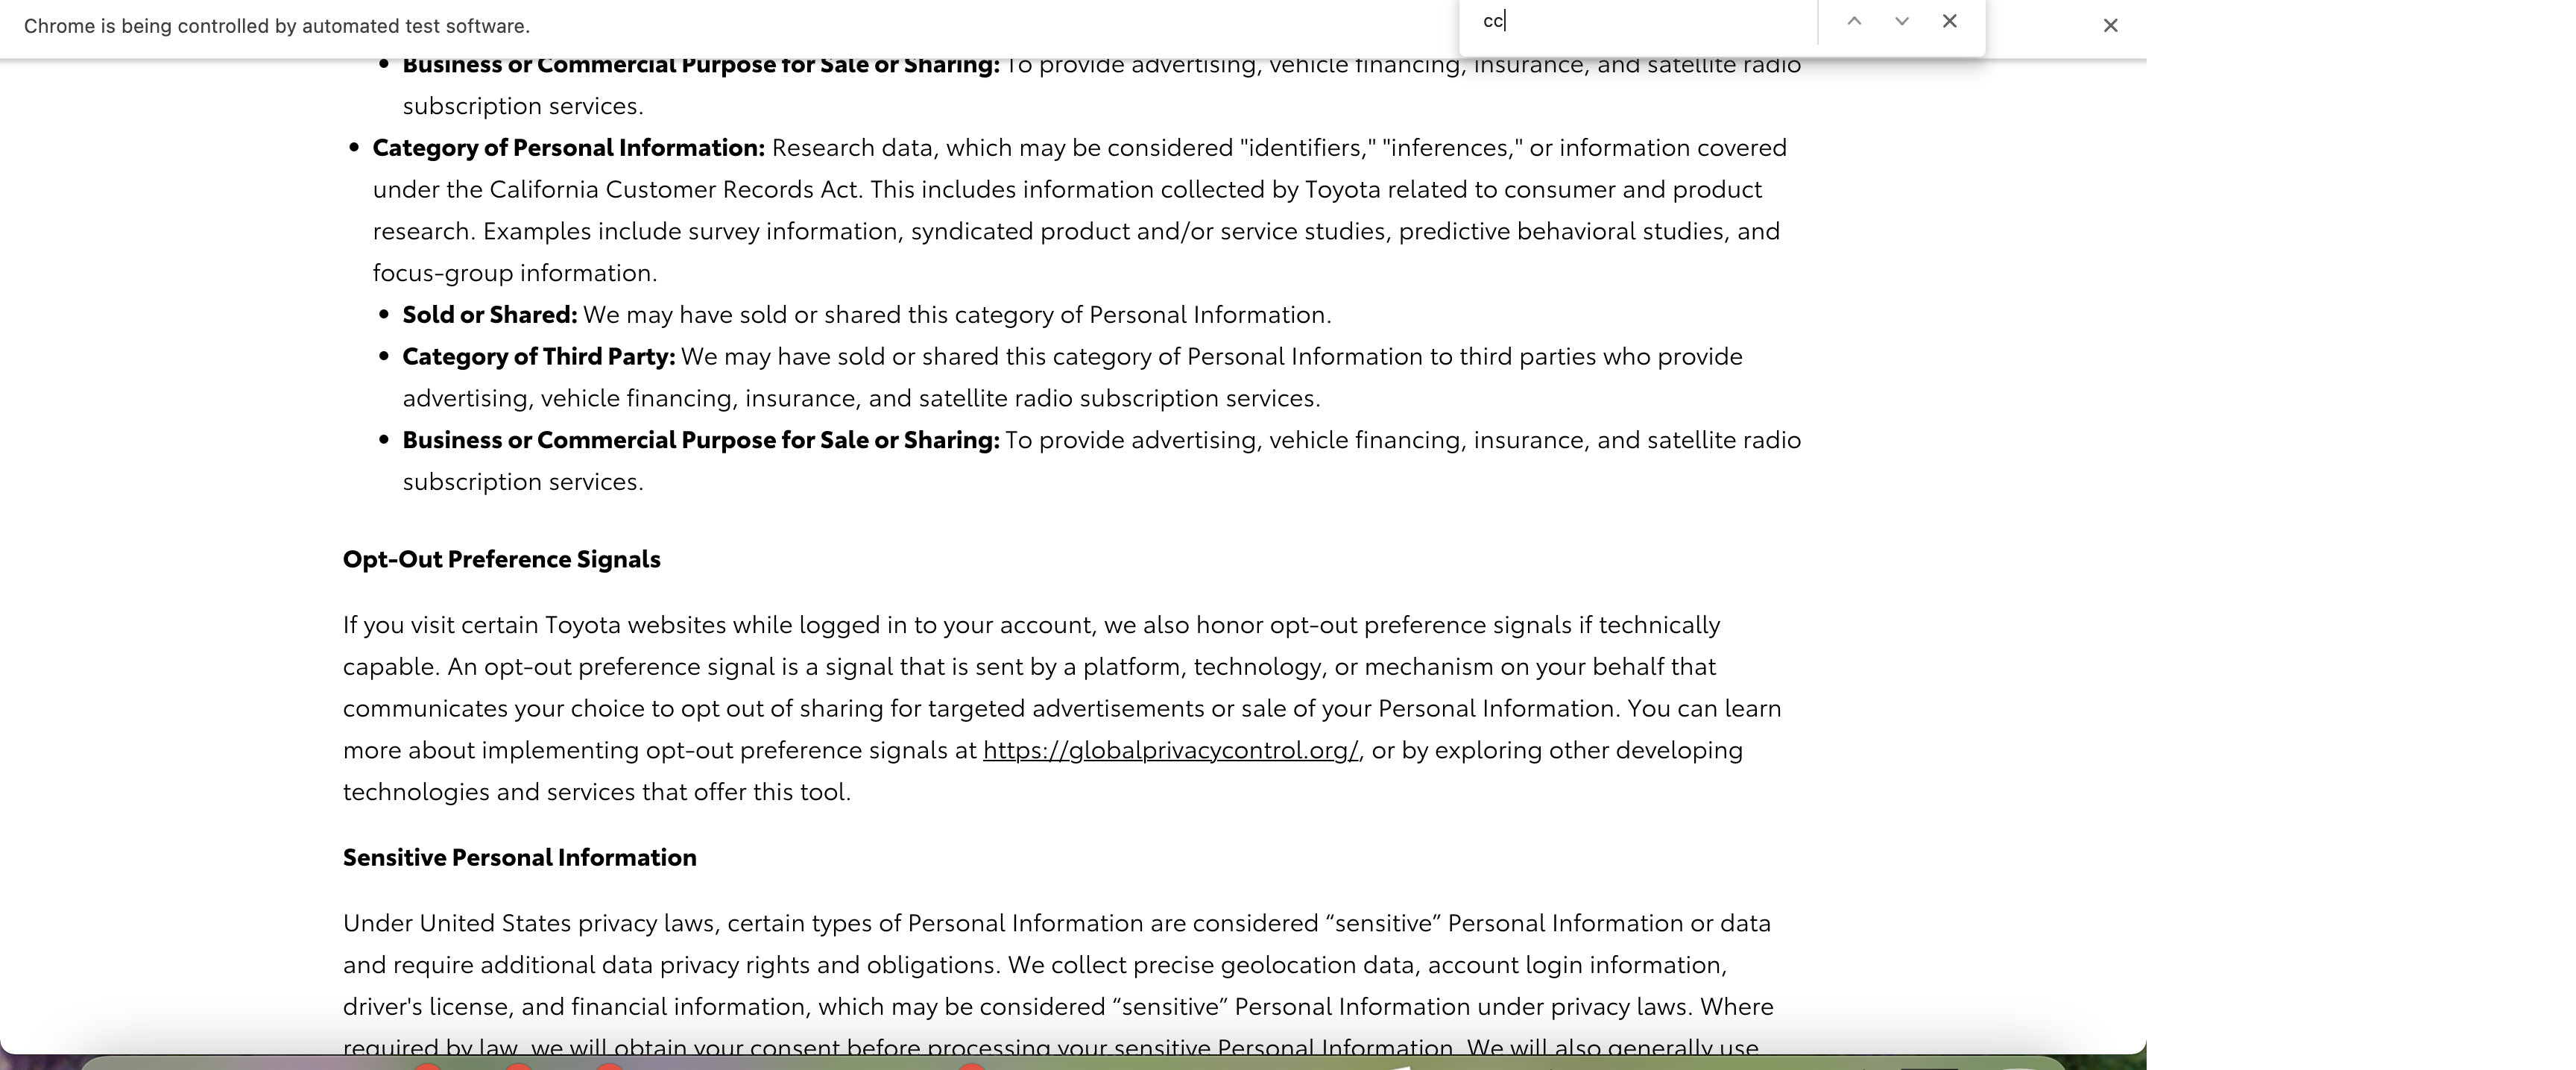 Chrome is being controlled by automated test software.
cc
• Business or Commercial Purpose for Sale or Sharing: To provide advertising, vehicle financing, insurance, and satellite radio
subscription services.
• Category of Personal Information: Research data, which may be considered "identifiers," "inferences," or information covered
under the California Customer Records Act. This includes information collected by Toyota related to consumer and product
research. Examples include survey information, syndicated product and/or service studies, predictive behavioral studies, and
focus-group information.
• Sold or Shared: We may have sold or shared this category of Personal Information.
• Category of Third Party: We may have sold or shared this category of Personal Information to third parties who provide
advertising, vehicle financing, insurance, and satellite radio subscription services.
• Business or Commercial Purpose for Sale or Sharing: To provide advertising, vehicle financing, insurance, and satellite radio
subscription services.
Opt-Out Preference Signals
If you visit certain Toyota websites while logged in to your account, we also honor opt-out preference signals if technically
capable. An opt-out preference signal is a signal that is sent by a platform, technology, or mechanism on your behalf that
communicates your choice to opt out of sharing for targeted advertisements or sale of your Personal Information. You can learn
more about implementing opt-out preference signals at https://globalprivacycontrol.org/, or by exploring other developing
technologies and services that offer this tool.
Sensitive Personal Information
Under United States privacy laws, certain types of Personal Information are considered “sensitive” Personal Information or data
and require additional data privacy rights and obligations. We collect precise geolocation data, account login information,
driver's license, and financial information, which may be considered “sensitive” Personal Information under privacy laws. Where
required by law, we will obtain your consent before processing your sensitive Personal Information. We will also generally use